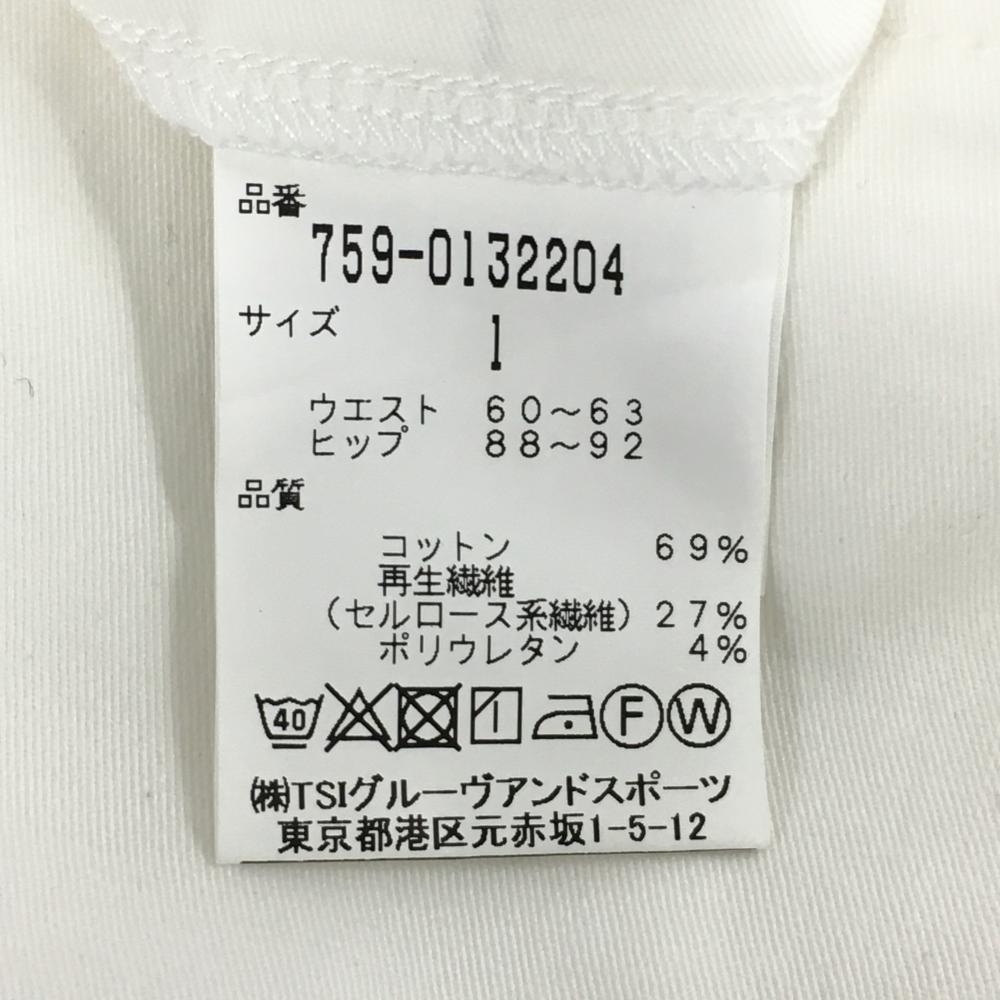 品番
759-0132204
サイズ
1
ウエスト 60~63
ヒップ 88~92
品質
コットン 69%
再生繊維
(セルロース系繊維) 27%
ポリウレタン 4%
40 F W
㈱TSIグルーヴアンドスポーツ
東京都港区元赤坂1-5-12